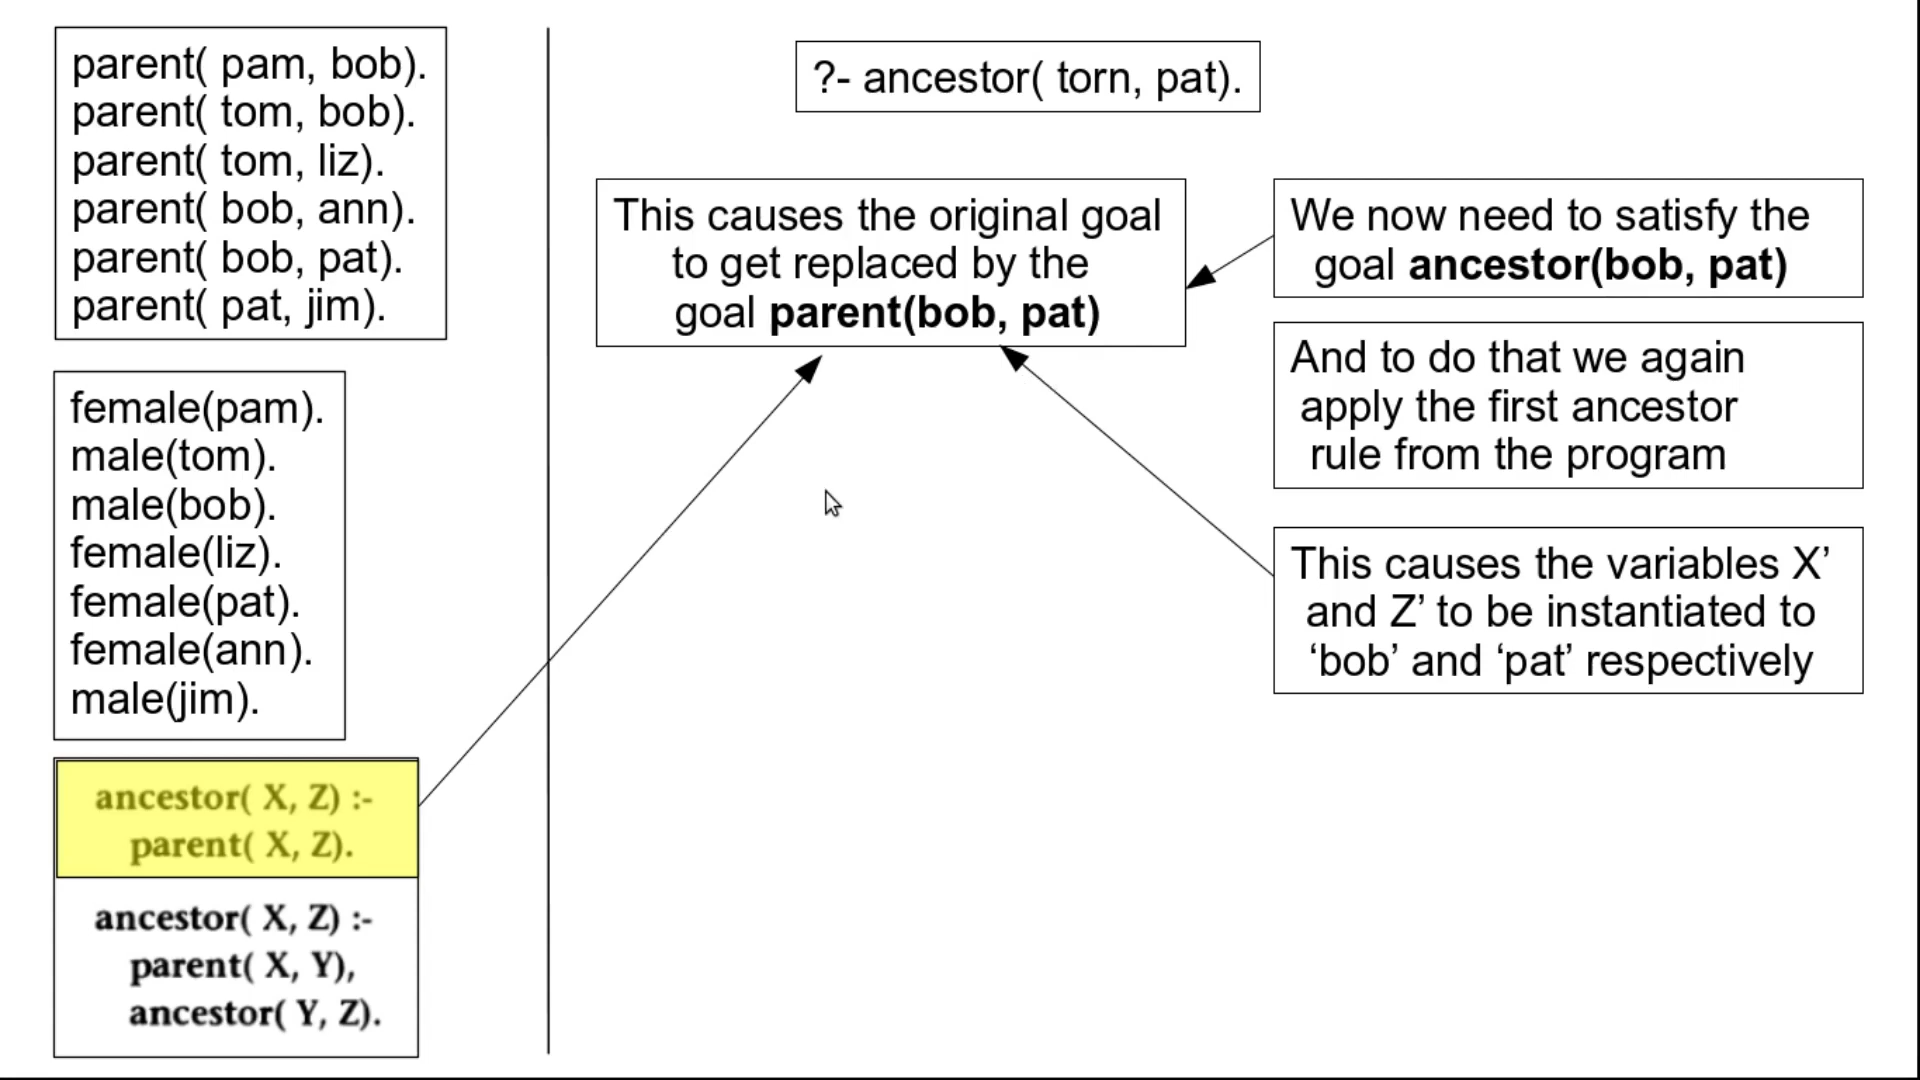 parent( pam, bob).
parent( tom, bob).
parent( tom, liz).
parent( bob, ann).
parent( bob, pat).
parent( pat, jim).
female(pam).
male(tom).
male(bob).
female(liz).
female(pat).
female(ann).
male(jim).
ancestor( X, Z) :-
parent( X, Z).
ancestor( X, Z) :-
parent( X, Y),
ancestor( Y, Z).
?- ancestor( torn, pat).
This causes the original goal
to get replaced by the
goal parent(bob, pat)
We now need to satisfy the
goal ancestor(bob, pat)
And to do that we again
apply the first ancestor
rule from the program
This causes the variables X’
and Z’ to be instantiated to
‘bob’ and ‘pat’ respectively